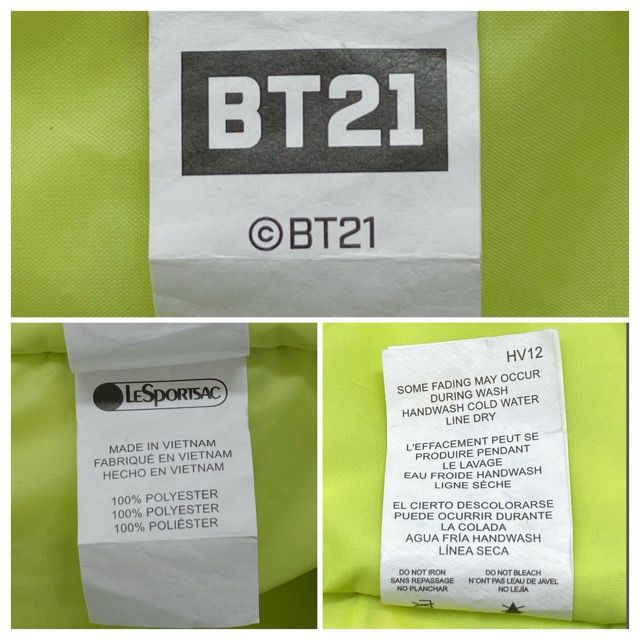 BT21
©BT21
LESPORTSAC
MADE IN VIETNAM
FABRIQUÉ EN VIETNAM
HECHO EN VIETNAM
100% POLYESTER
100% POLYESTER
100% POLIÉSTER
HV12
SOME FADING MAY OCCUR
DURING WASH
HANDWASH COLD WATER
LINE DRY
L'EFFACEMENT PEUT SE
PRODUIRE PENDANT
LE LAVAGE
EAU FROIDE HANDWASH
LIGNE SÈCHE
EL CIERTO DESCOLORARSE
PUEDE OCURRIR DURANTE
LA COLADA
AGUA FRÍA HANDWASH
LÍNEA SECA
DO NOT IRON
SANS REPASSAGE
NO PLANCHAR
DO NOT BLEACH
N'ONT PAS LEAU DE JAVEL
NO LEJÍA